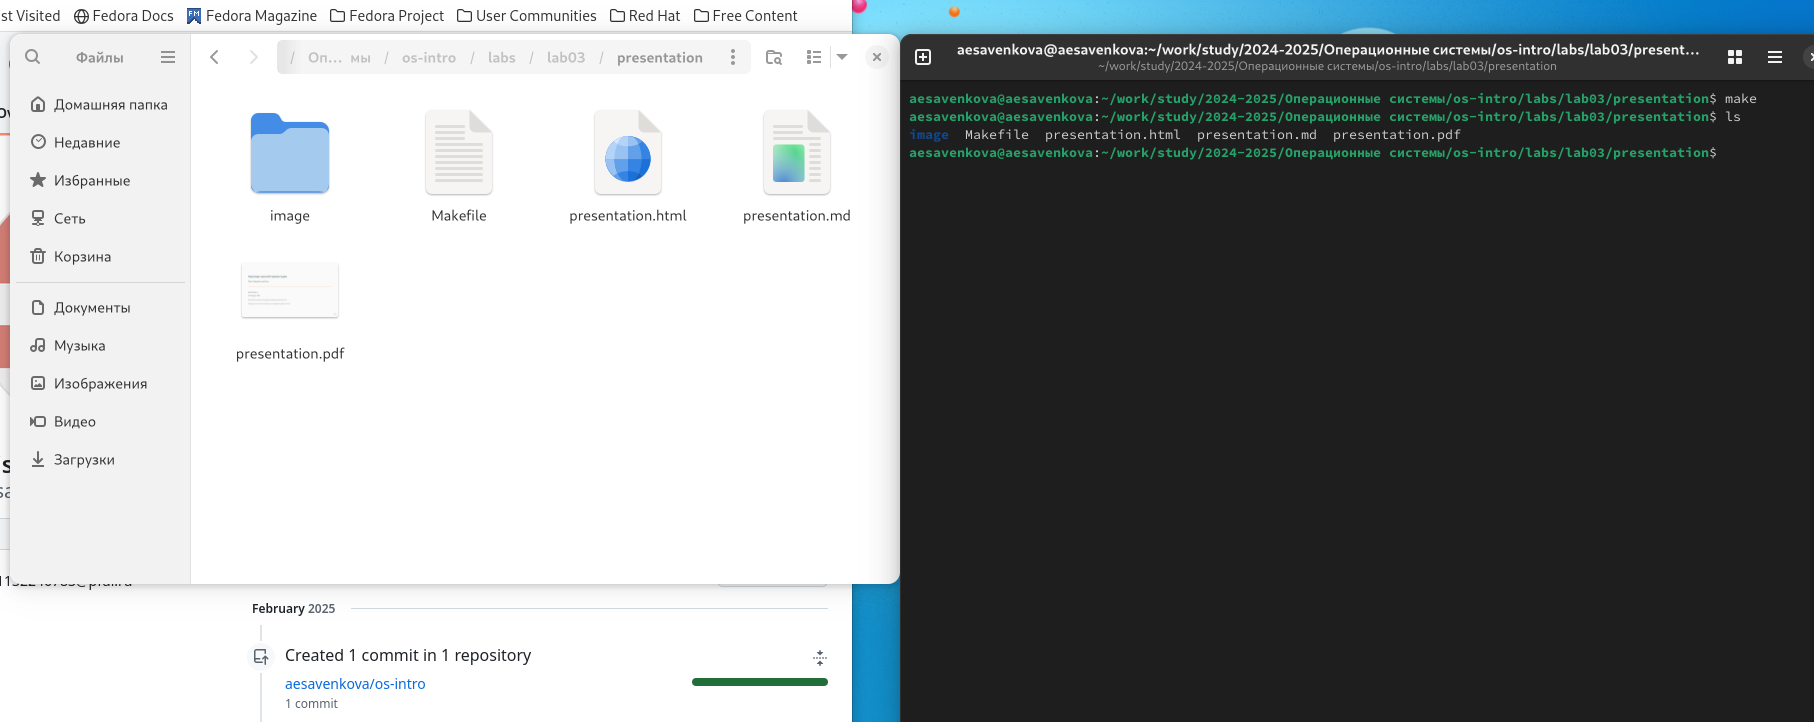 st Visited Fedora Docs Fedora Magazine Fedora Project User Communities Red Hat Free Content
Файлы
/ Оп... мы / os-intro / labs / lab03 / presentation
Домашняя папка
Недавние
Избранные
Сеть
Корзина
Документы
Музыка
Изображения
Видео
Загрузки
image
Makefile
presentation.html
presentation.md
presentation.pdf
February 2025
Created 1 commit in 1 repository
aesavenkova/os-intro
1 commit
aesavenkova@aesavenkova:~/work/study/2024-2025/Операционные системы/os-intro/labs/lab03/present...
~/work/study/2024-2025/Операционные системы/os-intro/labs/lab03/presentation
aesavenkova@aesavenkova:~/work/study/2024-2025/Операционные системы/os-intro/labs/lab03/presentation$ make
aesavenkova@aesavenkova:~/work/study/2024-2025/Операционные системы/os-intro/labs/lab03/presentation$ ls
image Makefile presentation.html presentation.md presentation.pdf
aesavenkova@aesavenkova:~/work/study/2024-2025/Операционные системы/os-intro/labs/lab03/presentation$